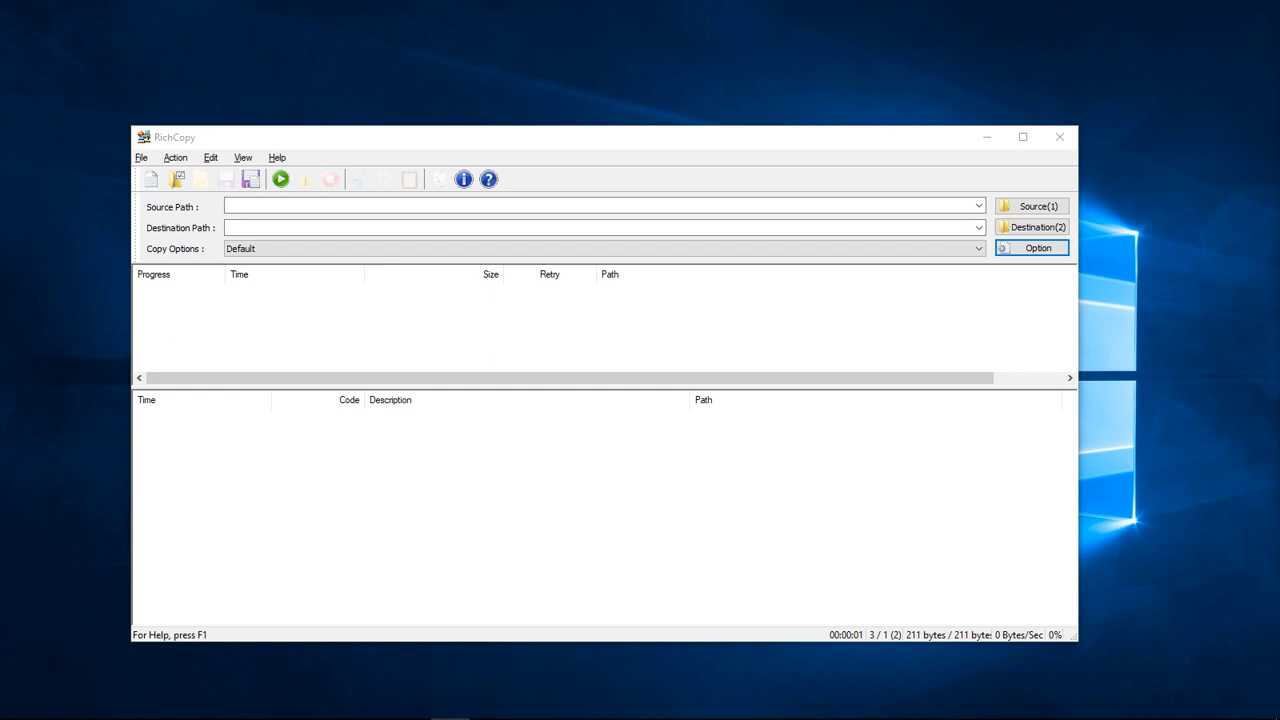 RichCopy
File Action Edit View Help
Source Path : Source(1)
Destination Path : Destination(2)
Copy Options : Default Option
Progress Time Size Retry Path
Time Code Description Path
For Help, press F1 00:00:01 3 / 1 (2) 211 bytes / 211 bytes 0 Bytes/Sec 0%